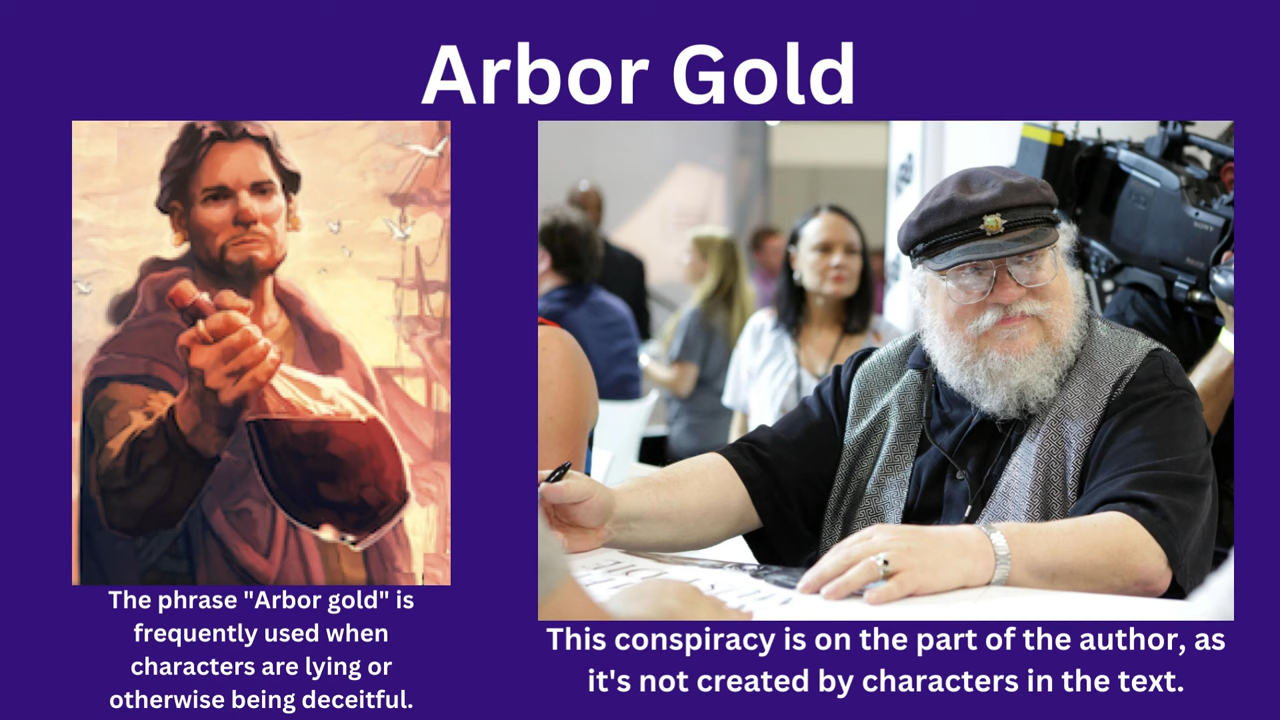 Arbor Gold
The phrase "Arbor gold" is
frequently used when
characters are lying or
otherwise being deceitful.
This conspiracy is on the part of the author, as
it's not created by characters in the text.
SONY